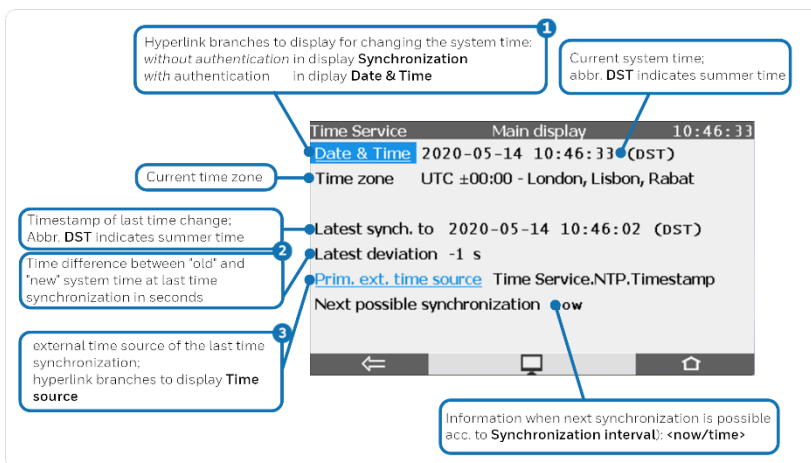 1
Hyperlink branches to display for changing the system time:
without authentication in display Synchronization
with authentication in diplay Date & Time
Current system time;
abbr. DST indicates summer time
Time Service Main display 10:46:33
Date & Time 2020-05-14 10:46:33 (DST)
Current time zone
Time zone UTC ±00:00 - London, Lisbon, Rabat
Timestamp of last time change;
Abbr. DST indicates summer time
Latest synch. to 2020-05-14 10:46:02 (DST)
2
Time difference between "old" and
"new" system time at last time
synchronization in seconds
Latest deviation -1 s
Prim. ext. time source Time Service.NTP.Timestamp
Next possible synchronization ow
3
external time source of the last time
synchronization;
hyperlink branches to display Time
source
Information when next synchronization is possible
acc. to Synchronization interval): <now/time>